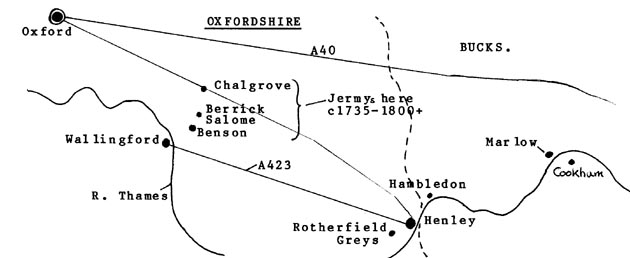 OXFORDSHIRE
Oxford
A40
BUCKS.
Chalgrove
Jermys here
c1735-1800+
Berrick
Salome
Benson
Wallingford
Marlow
A423
Cookham
Hambledon
R. Thames
Henley
Rotherfield
Greys